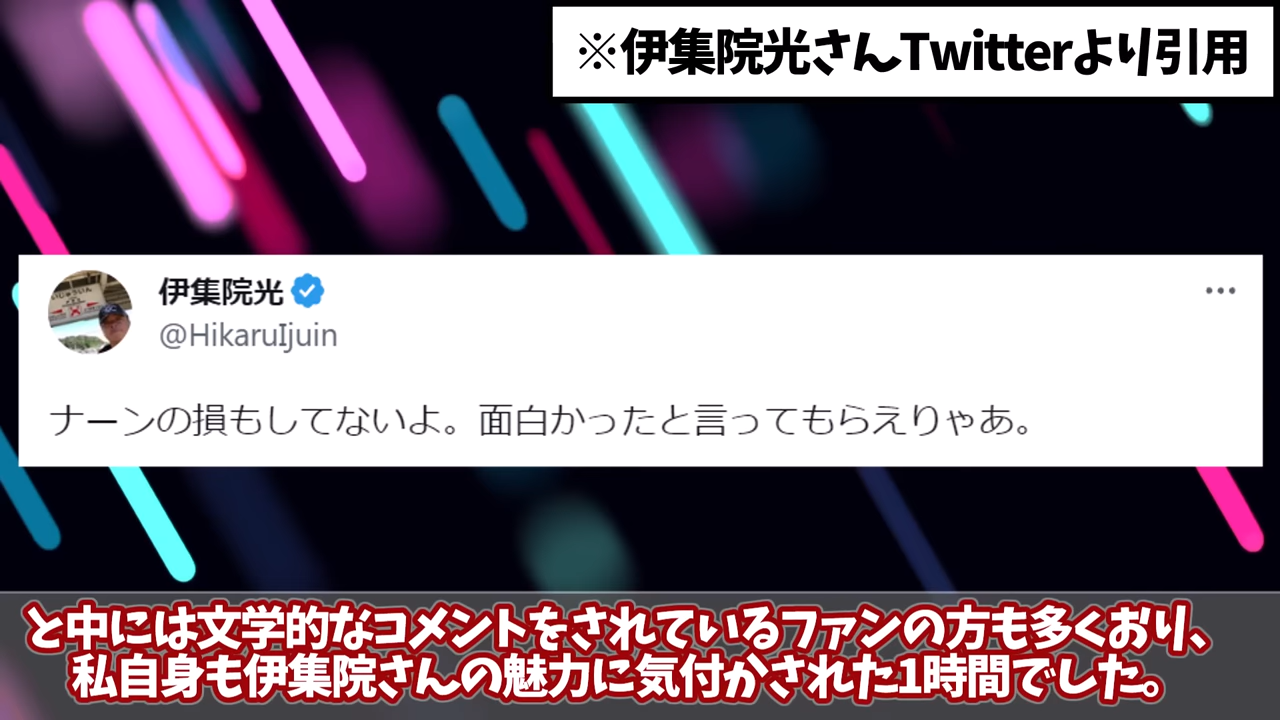 ※伊集院光さんTwitterより引用
伊集院光
@HikaruIjuin
ナーンの損もしてないよ。面白かったと言ってもらえりゃあ。
と中には文学的なコメントをされているファンの方も多くおり、
私自身も伊集院さんの魅力に気付かされた1時間でした。